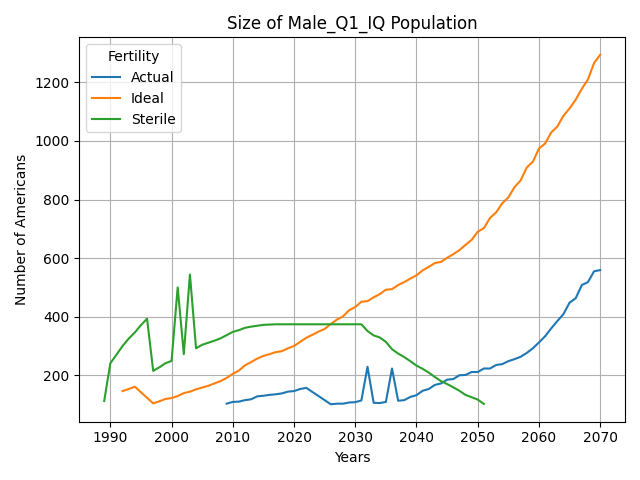 Size of Male_Q1_IQ Population
Fertility
Actual
Ideal
Sterile
Number of Americans
1200
1000
800
600
400
200
1990 2000 2010 2020 2030 2040 2050 2060 2070
Years